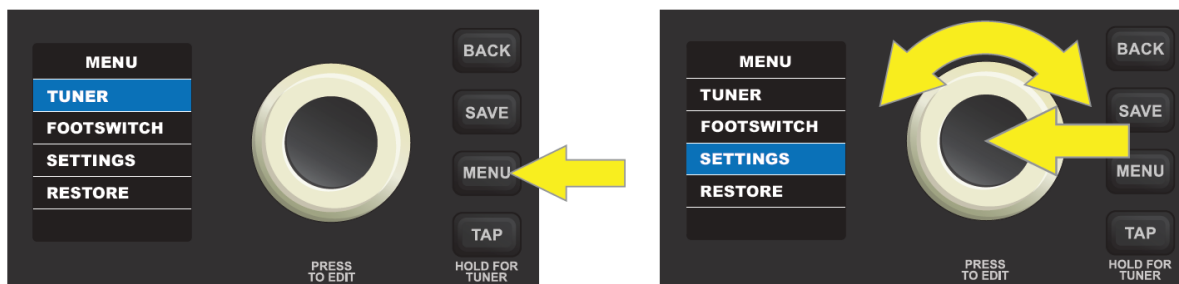 MENU
TUNER
FOOTSWITCH
SETTINGS
RESTORE
PRESS
TO EDIT
BACK
SAVE
MENU
TAP
HOLD FOR
TUNER
MENU
TUNER
FOOTSWITCH
SETTINGS
RESTORE
PRESS
TO EDIT
BACK
SAVE
MENU
TAP
HOLD FOR
TUNER